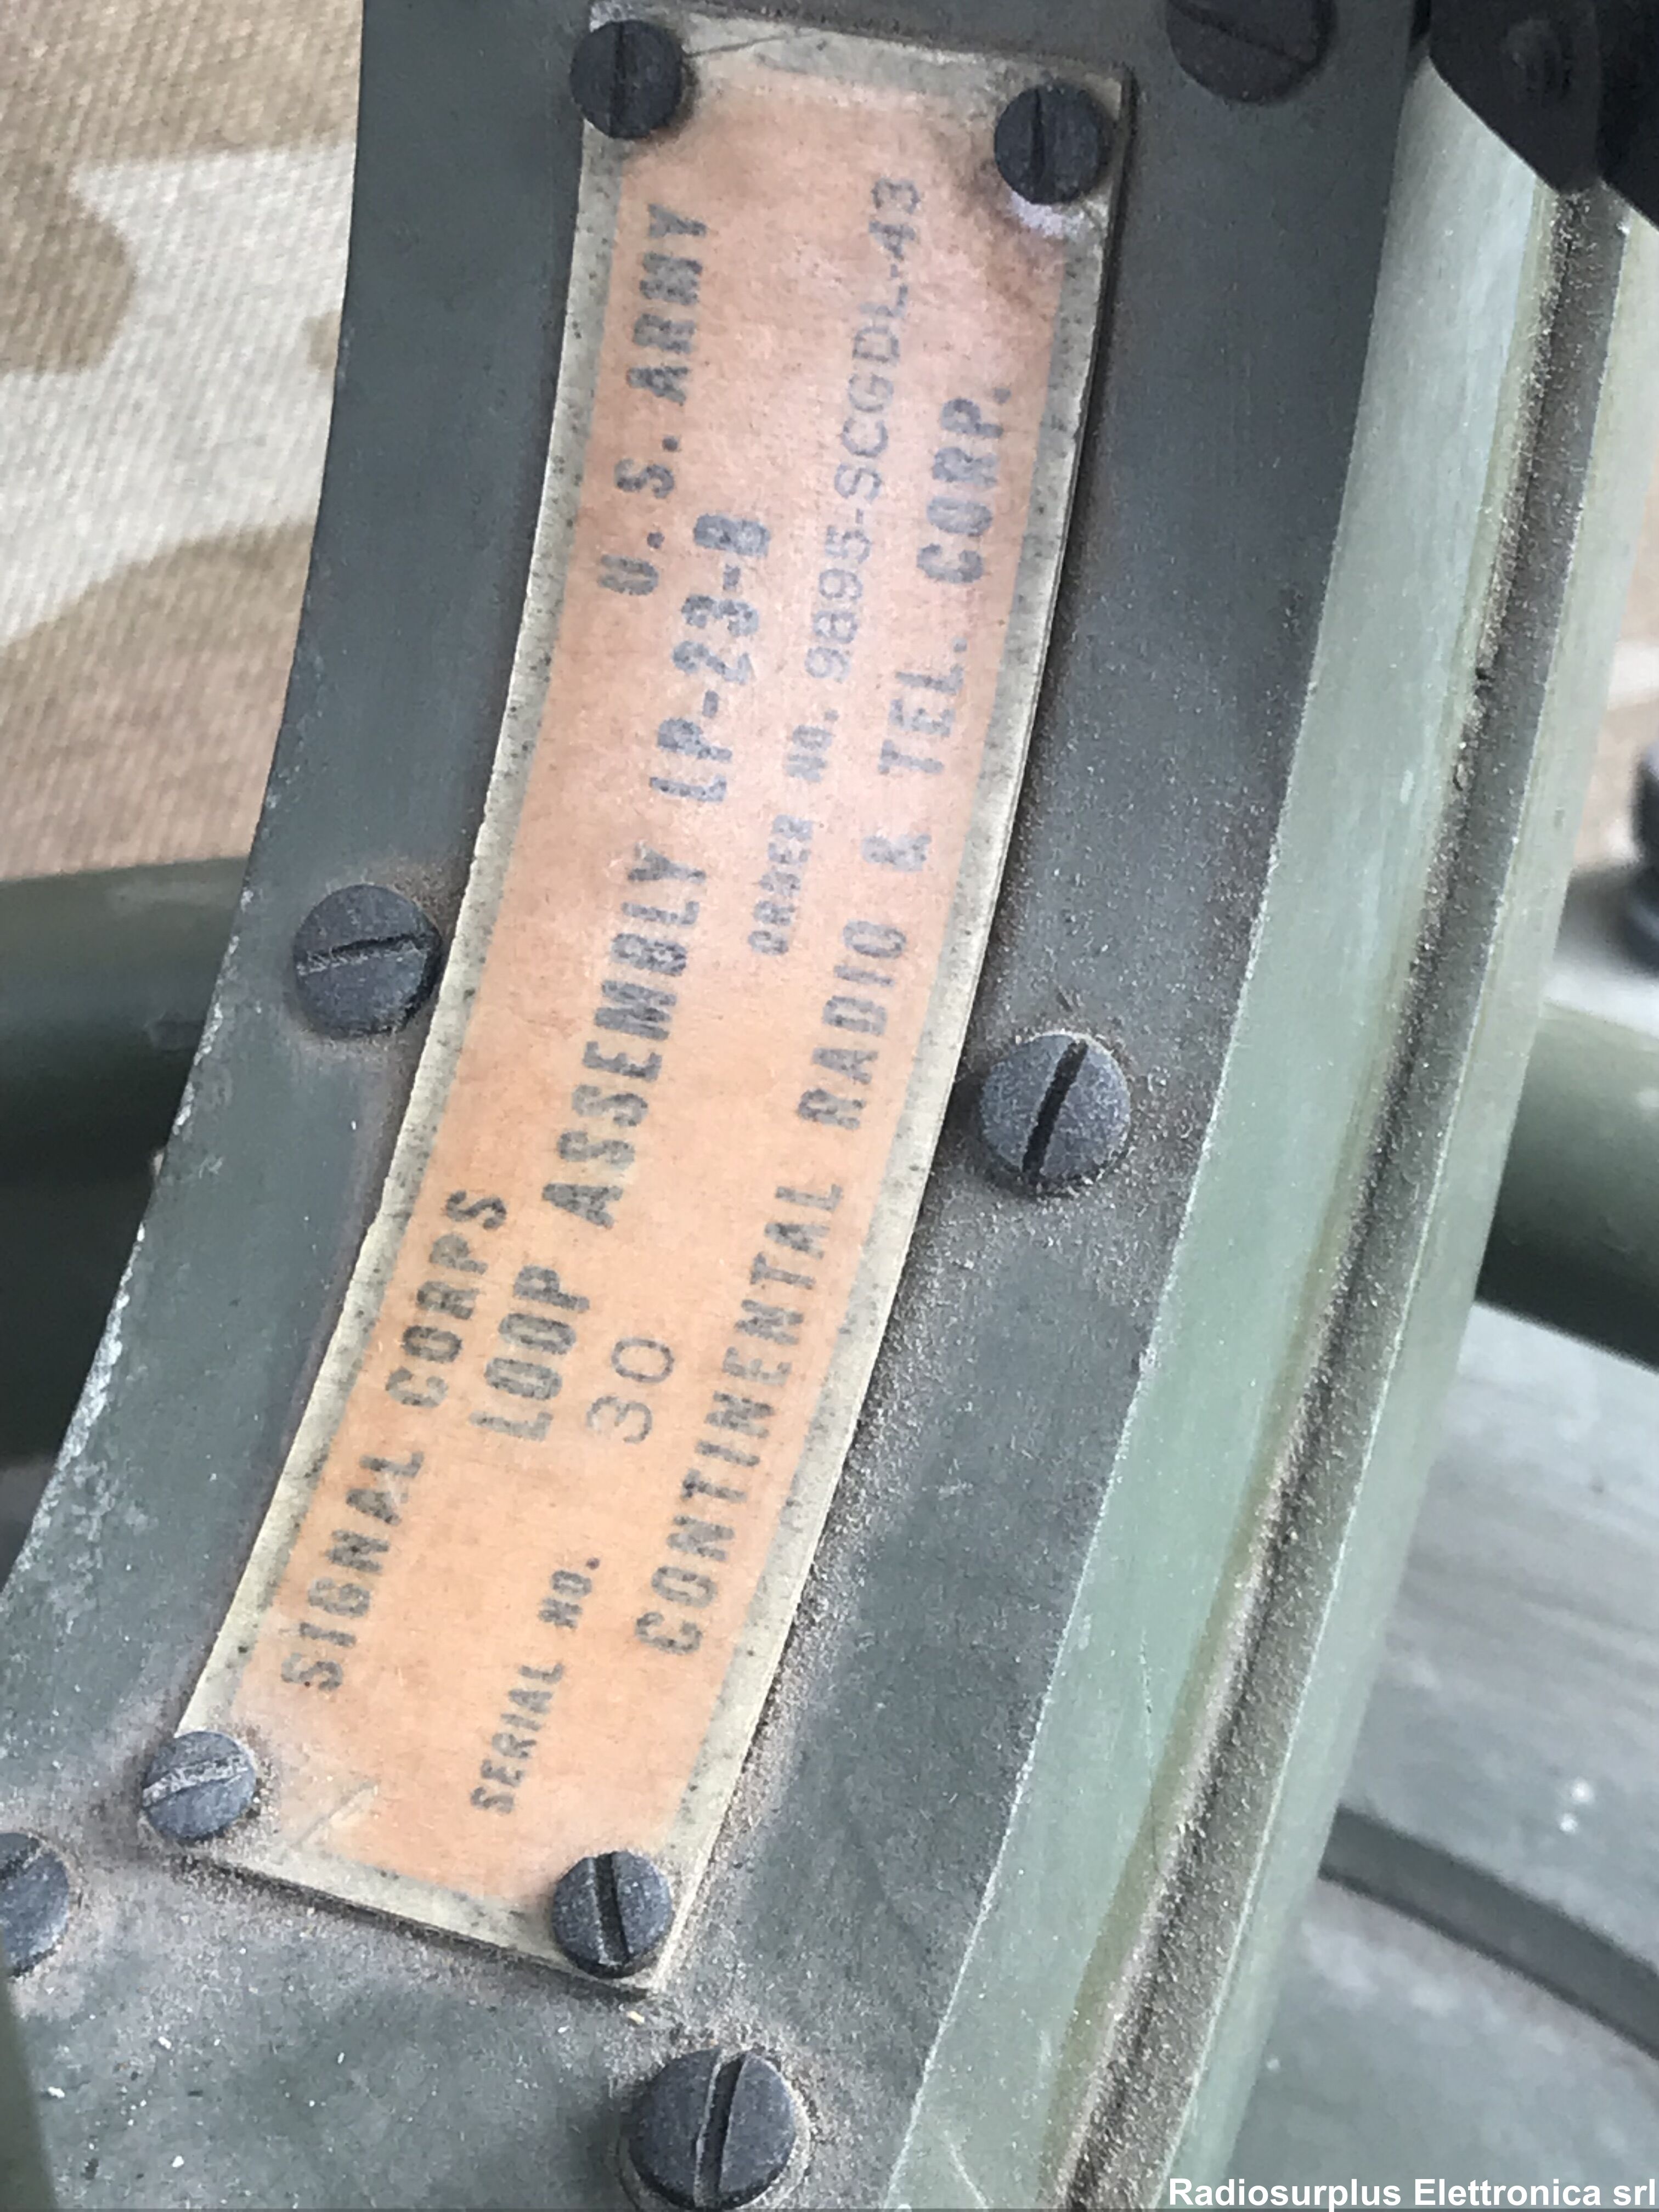 SIGNAL CORPS U.S. ARMY
LOOP ASSEMBLY LP-23-B
SERIAL NO. 30 ORDER NO. 9895-SCGDL-43
CONTINENTAL RADIO & TEL. CORP.
Radiosurplus Elettronica srl